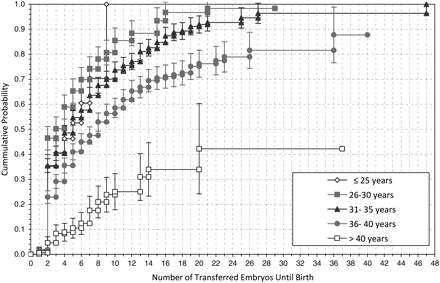 1.0
0.9
0.8
0.7
0.6
0.5
0.4
0.3
0.2
0.1
0.0
Cummulative Probability
0 2 4 6 8 10 12 14 16 18 20 22 24 26 28 30 32 34 36 38 40 42 44 46 48
Number of Transferred Embryos Until Birth
≤ 25 years
26-30 years
31- 35 years
36- 40 years
> 40 years